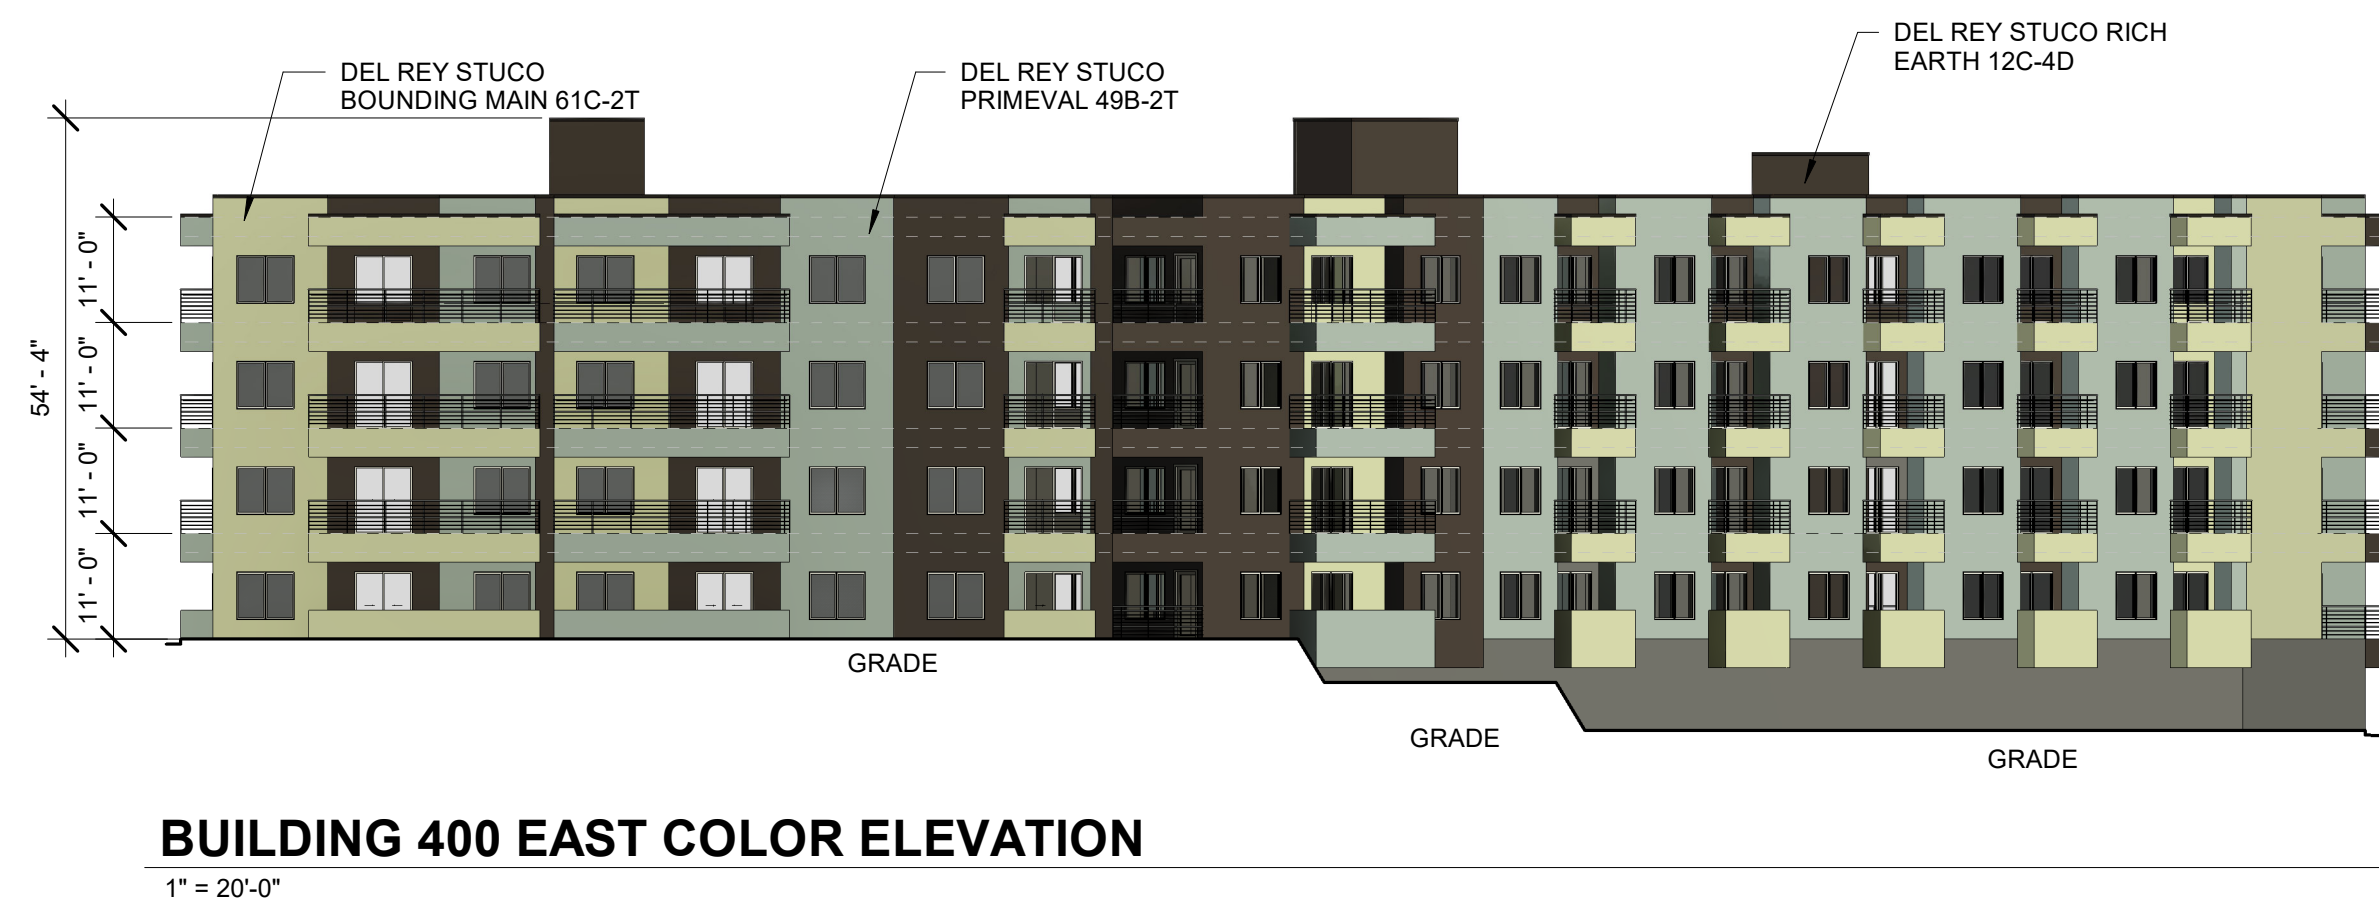 DEL REY STUCO RICH
EARTH 12C-4D
DEL REY STUCO
BOUNDING MAIN 61C-2T
DEL REY STUCO
PRIMEVAL 49B-2T
54' - 4"
11' - 0"
11' - 0"
11' - 0"
11' - 0"
GRADE
GRADE
GRADE
BUILDING 400 EAST COLOR ELEVATION
1" = 20'-0"